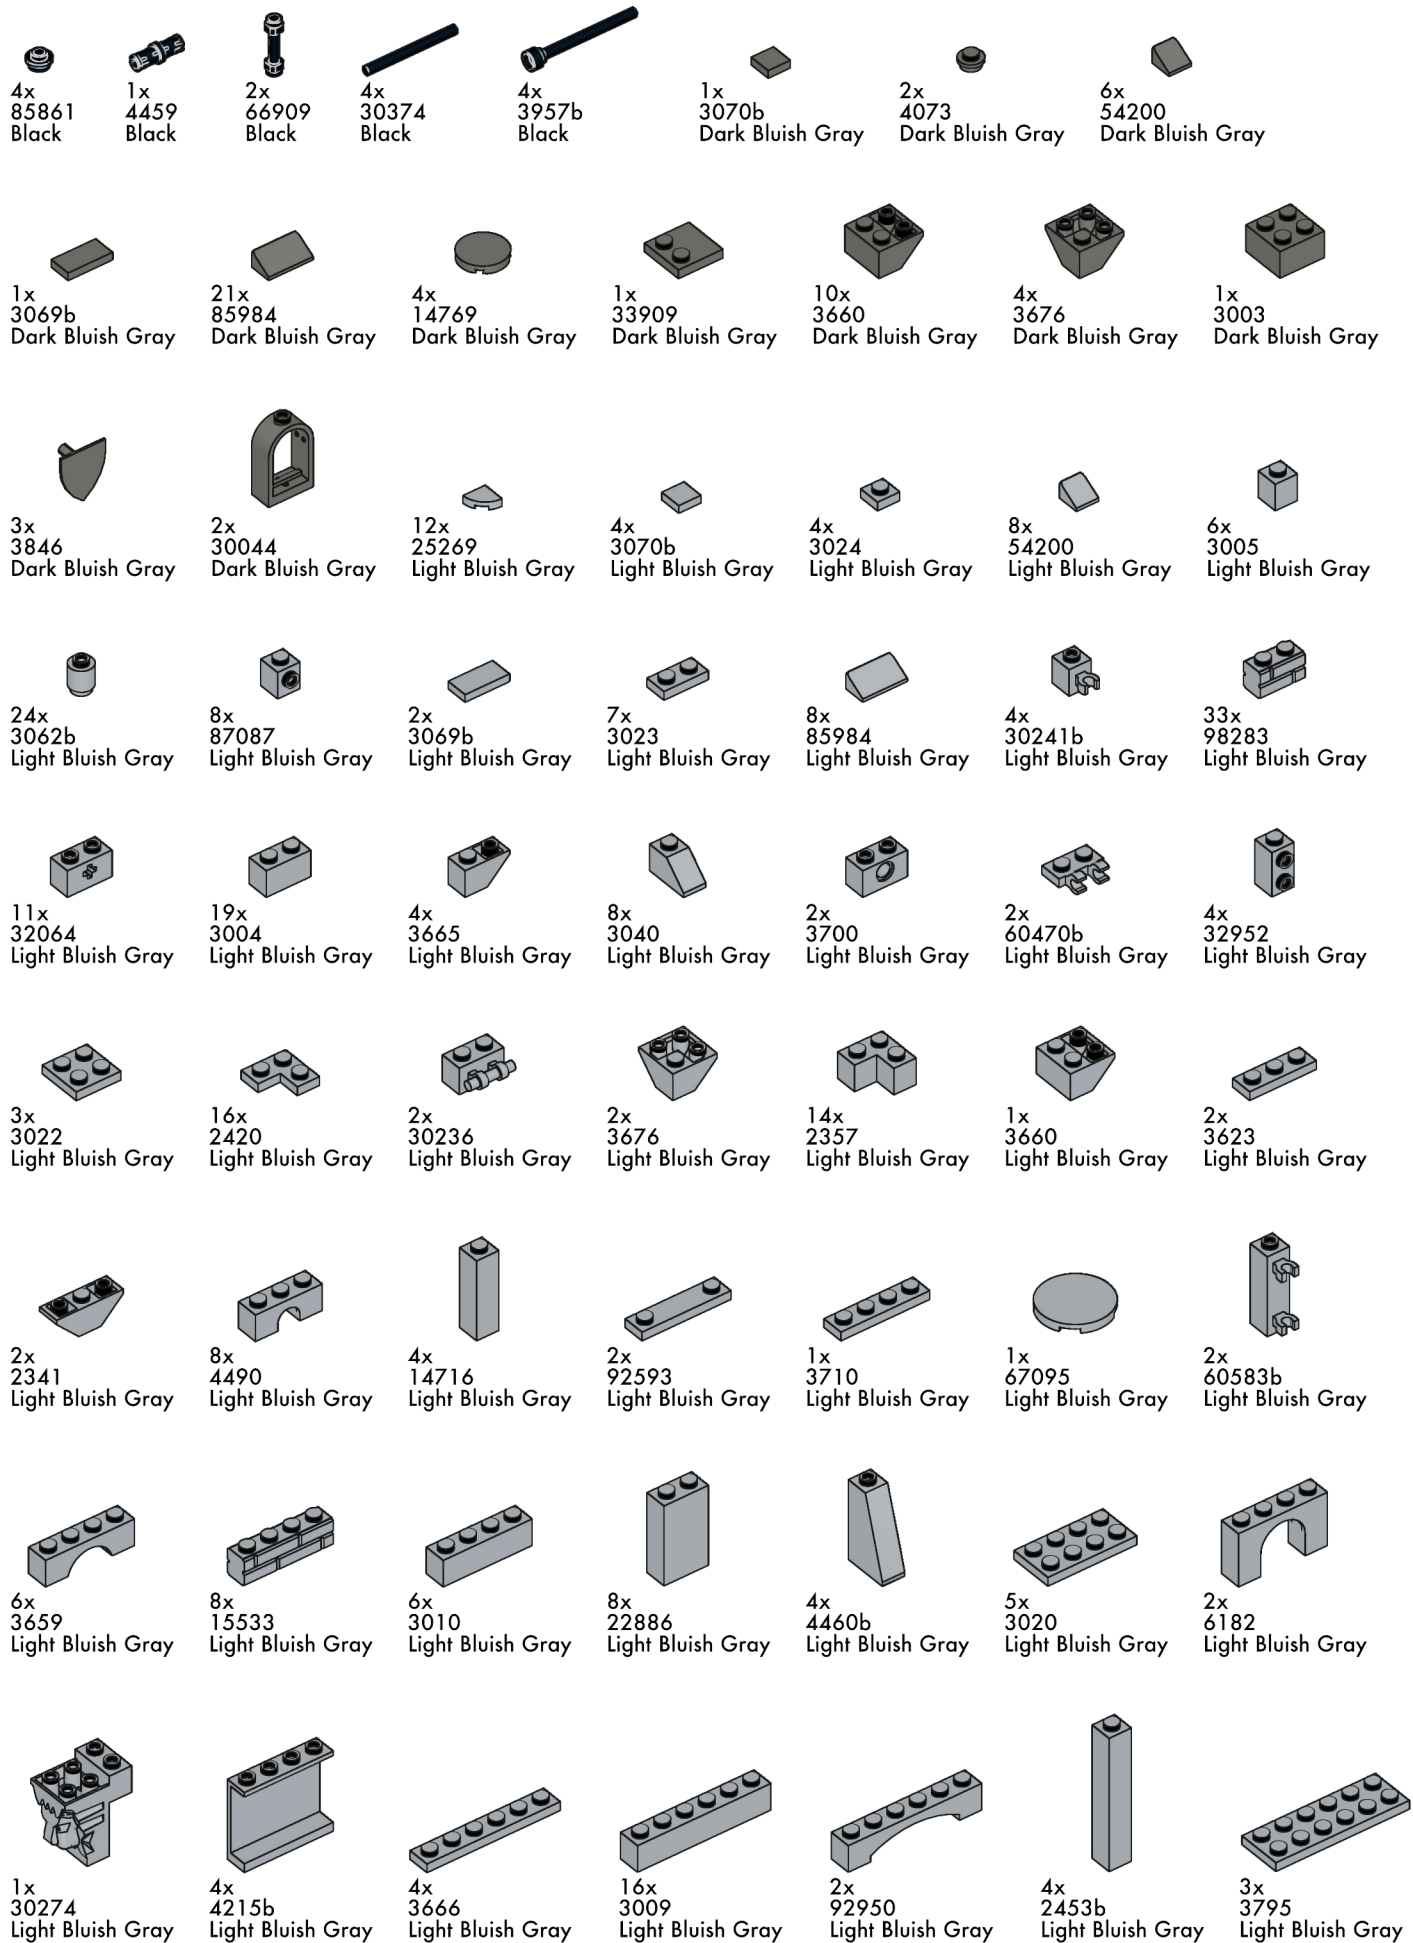 4x
85861
Black
1x
4459
Black
2x
66909
Black
4x
30374
Black
4x
3957b
Black
1x
3070b
Dark Bluish Gray
2x
4073
Dark Bluish Gray
6x
54200
Dark Bluish Gray
1x
3069b
Dark Bluish Gray
21x
85984
Dark Bluish Gray
4x
14769
Dark Bluish Gray
1x
33909
Dark Bluish Gray
10x
3660
Dark Bluish Gray
4x
3676
Dark Bluish Gray
1x
3003
Dark Bluish Gray
3x
3846
Dark Bluish Gray
2x
30044
Dark Bluish Gray
12x
25269
Light Bluish Gray
4x
3070b
Light Bluish Gray
4x
3024
Light Bluish Gray
8x
54200
Light Bluish Gray
6x
3005
Light Bluish Gray
24x
3062b
Light Bluish Gray
8x
87087
Light Bluish Gray
2x
3069b
Light Bluish Gray
7x
3023
Light Bluish Gray
8x
85984
Light Bluish Gray
4x
30241b
Light Bluish Gray
33x
98283
Light Bluish Gray
11x
32064
Light Bluish Gray
19x
3004
Light Bluish Gray
4x
3665
Light Bluish Gray
8x
3040
Light Bluish Gray
2x
3700
Light Bluish Gray
2x
60470b
Light Bluish Gray
4x
32952
Light Bluish Gray
3x
3022
Light Bluish Gray
16x
2420
Light Bluish Gray
2x
30236
Light Bluish Gray
2x
3676
Light Bluish Gray
14x
2357
Light Bluish Gray
1x
3660
Light Bluish Gray
2x
3623
Light Bluish Gray
2x
2341
Light Bluish Gray
8x
4490
Light Bluish Gray
4x
14716
Light Bluish Gray
2x
92593
Light Bluish Gray
1x
3710
Light Bluish Gray
1x
67095
Light Bluish Gray
2x
60583b
Light Bluish Gray
6x
3659
Light Bluish Gray
8x
15533
Light Bluish Gray
6x
3010
Light Bluish Gray
8x
22886
Light Bluish Gray
4x
4460b
Light Bluish Gray
5x
3020
Light Bluish Gray
2x
6182
Light Bluish Gray
1x
30274
Light Bluish Gray
4x
4215b
Light Bluish Gray
4x
3666
Light Bluish Gray
16x
3009
Light Bluish Gray
2x
92950
Light Bluish Gray
4x
2453b
Light Bluish Gray
3x
3795
Light Bluish Gray